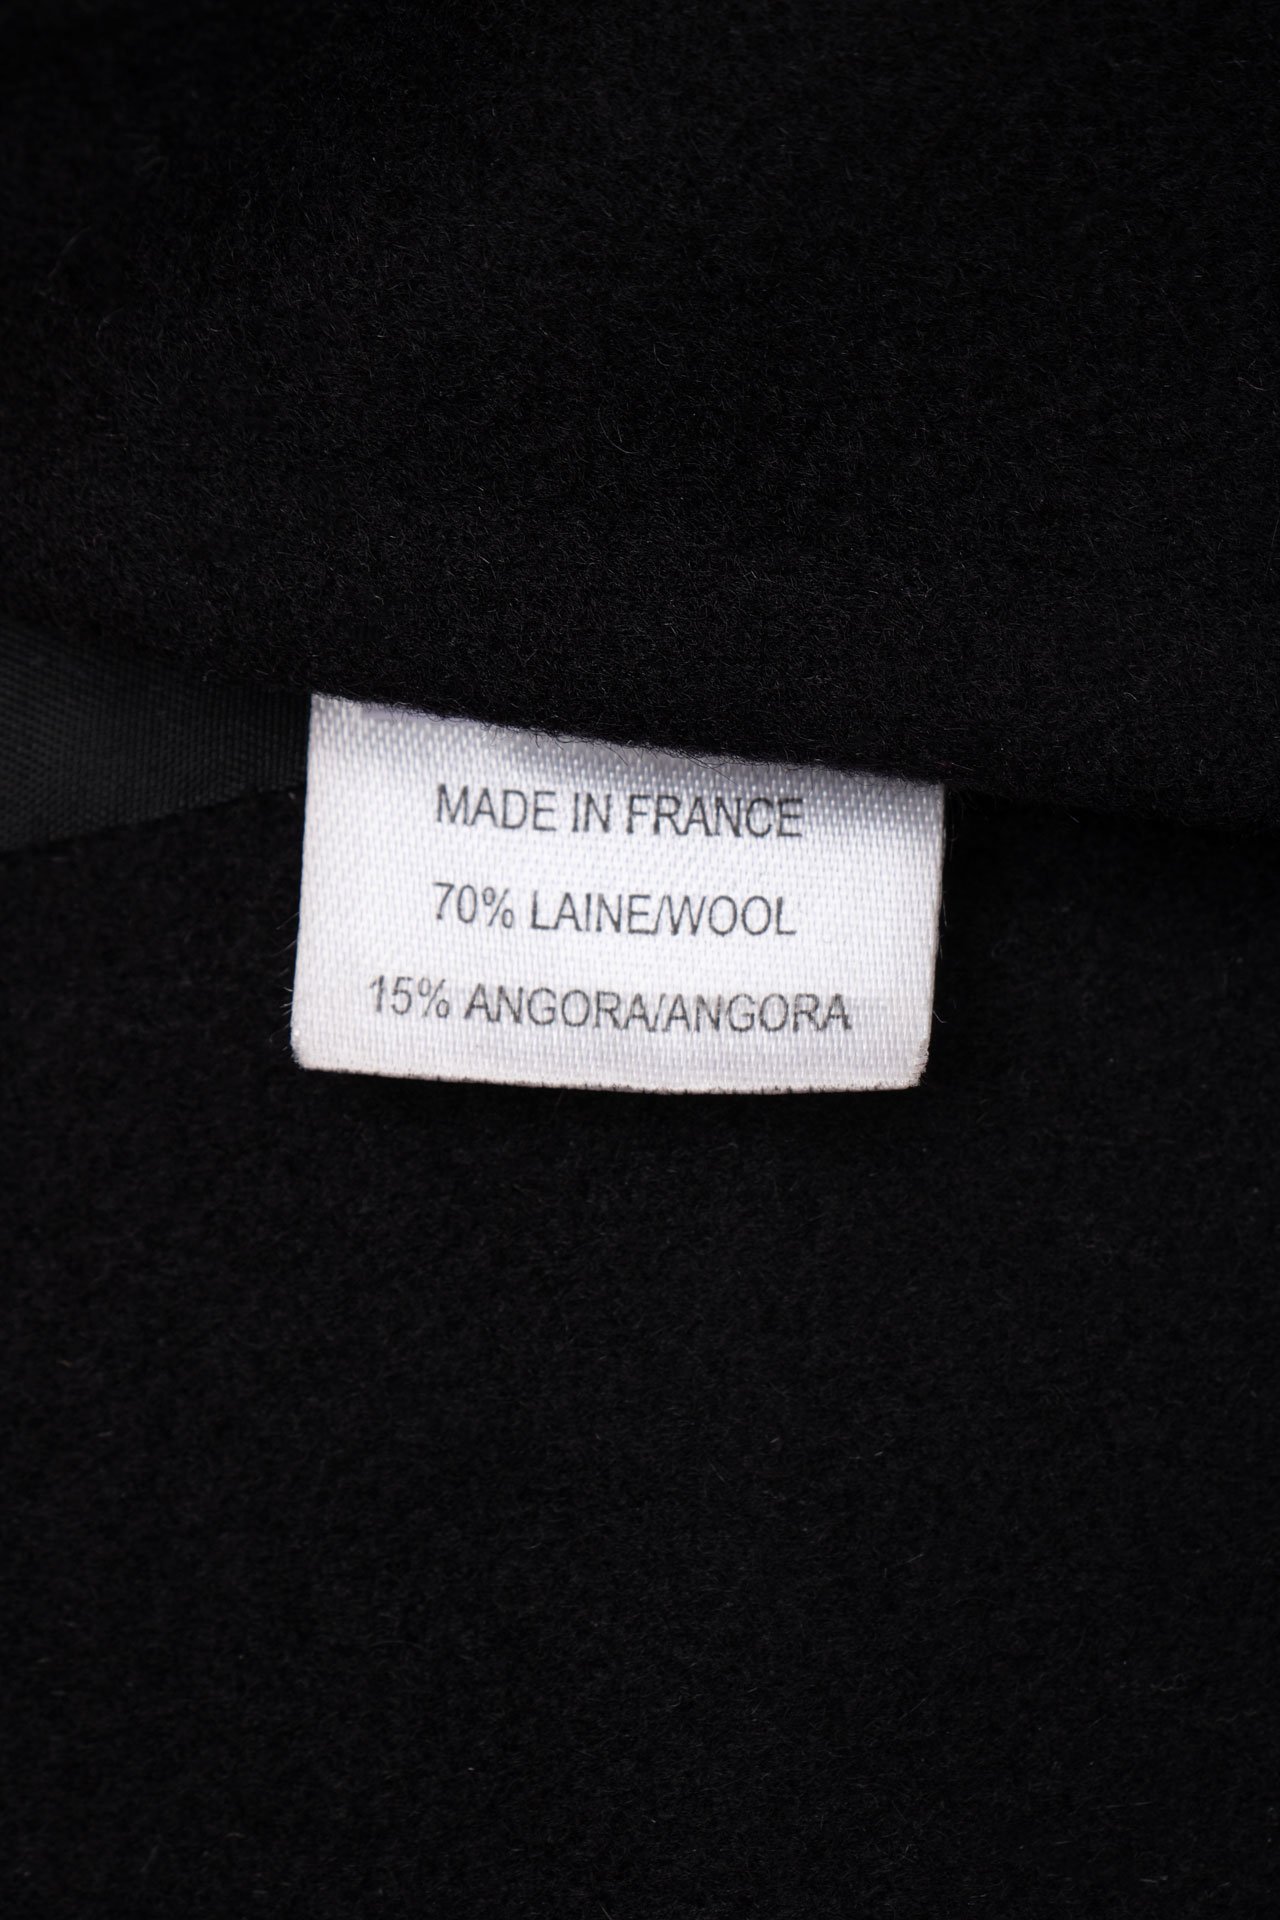 MADE IN FRANCE
70% LAINE/WOOL
15% ANGORA/ANGORA